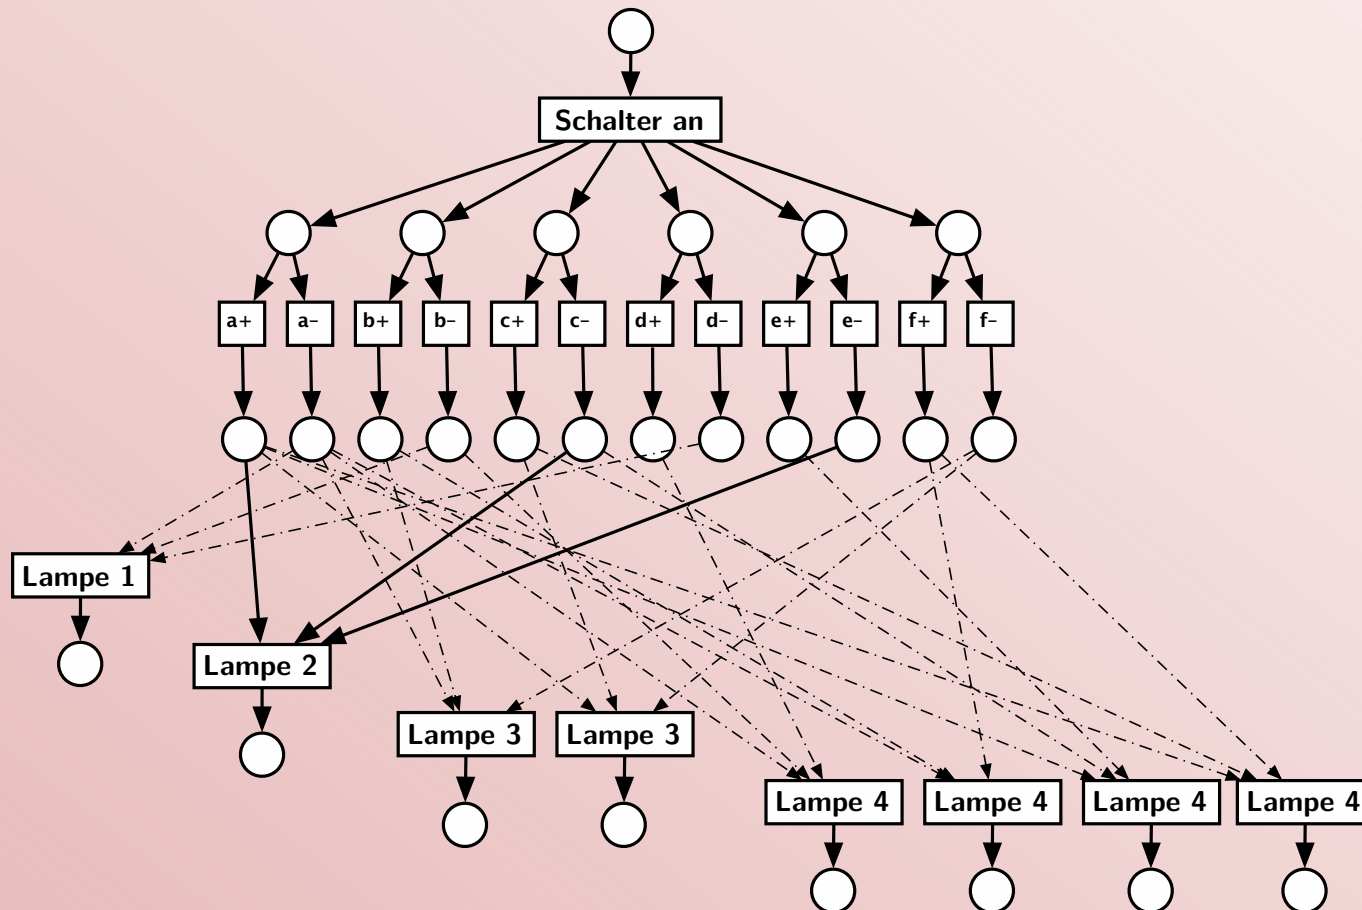 Schalter an
a+ a– b+ b– c+ c– d+ d– e+ e– f+ f–
Lampe 1
Lampe 2
Lampe 3 Lampe 3
Lampe 4 Lampe 4 Lampe 4 Lampe 4